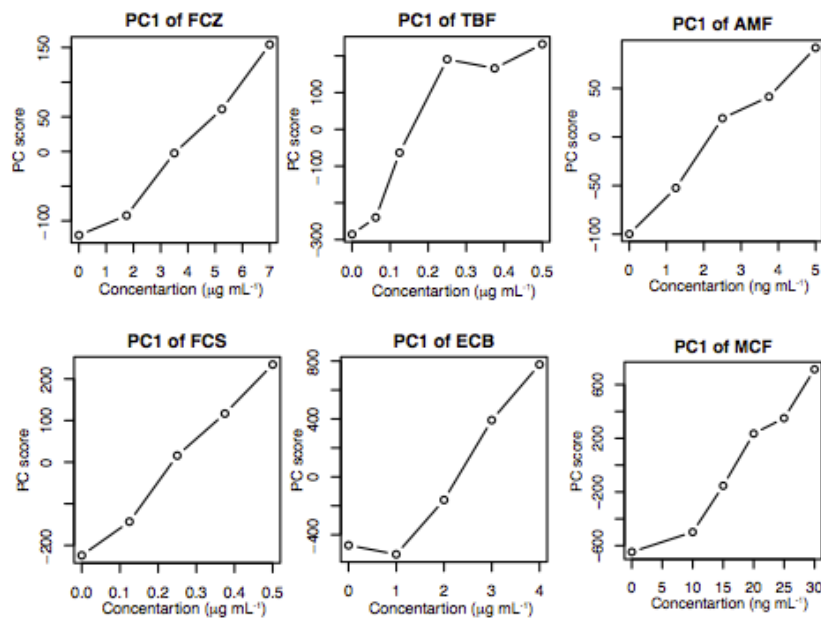 PC1 of FCZ
PC score
150
50
0
−100
0 1 2 3 4 5 6 7
Concentartion (μg mL⁻¹)
PC1 of TBF
PC score
100
0
−100
−300
0.0 0.1 0.2 0.3 0.4 0.5
Concentartion (μg mL⁻¹)
PC1 of AMF
PC score
50
0
−50
−100
0 1 2 3 4 5
Concentartion (ng mL⁻¹)
PC1 of FCS
PC score
200
100
0
−200
0.0 0.1 0.2 0.3 0.4 0.5
Concentartion (μg mL⁻¹)
PC1 of ECB
PC score
800
400
0
−400
0 1 2 3 4
Concentartion (μg mL⁻¹)
PC1 of MCF
PC score
600
200
−200
−600
0 5 10 15 20 25 30
Concentartion (ng mL⁻¹)